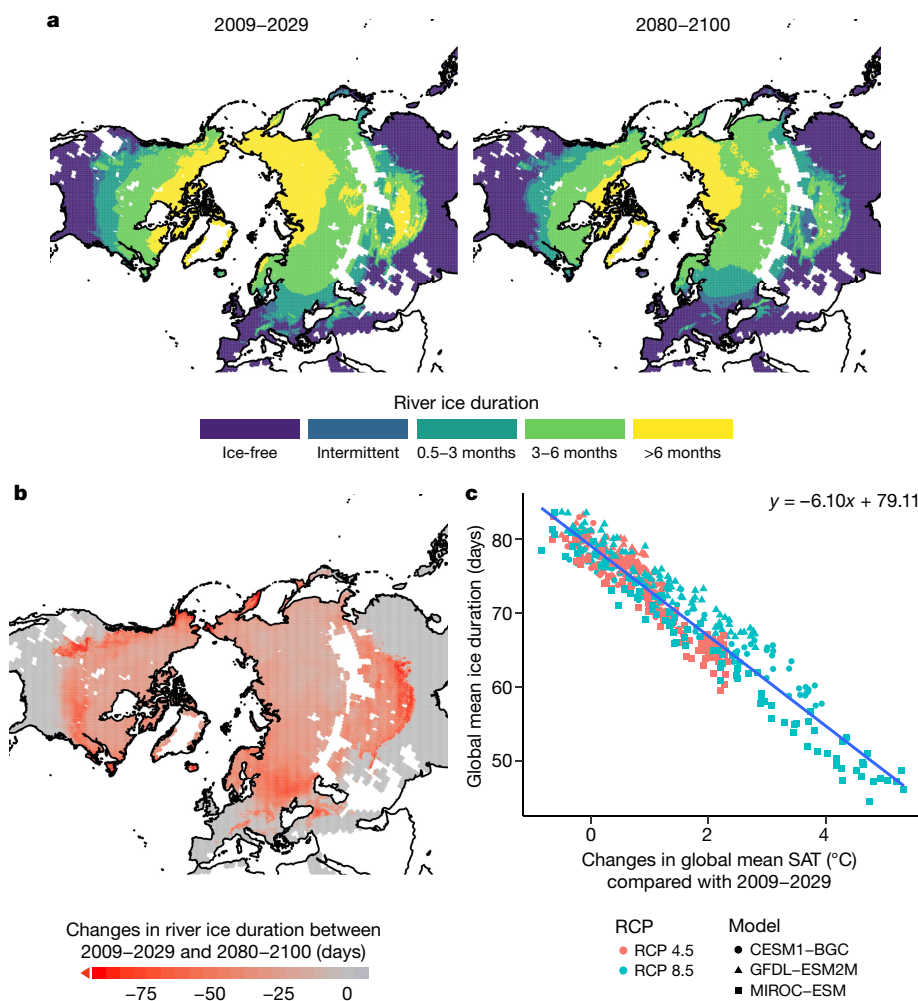 a
2009–2029
2080–2100
River ice duration
Ice-free
Intermittent
0.5–3 months
3–6 months
>6 months
b
Changes in river ice duration between
2009–2029 and 2080–2100 (days)
−75
−50
−25
0
c
y = −6.10x + 79.11
Global mean ice duration (days)
80
70
60
50
0
2
4
Changes in global mean SAT (°C)
compared with 2009–2029
RCP
RCP 4.5
RCP 8.5
Model
CESM1–BGC
GFDL–ESM2M
MIROC–ESM